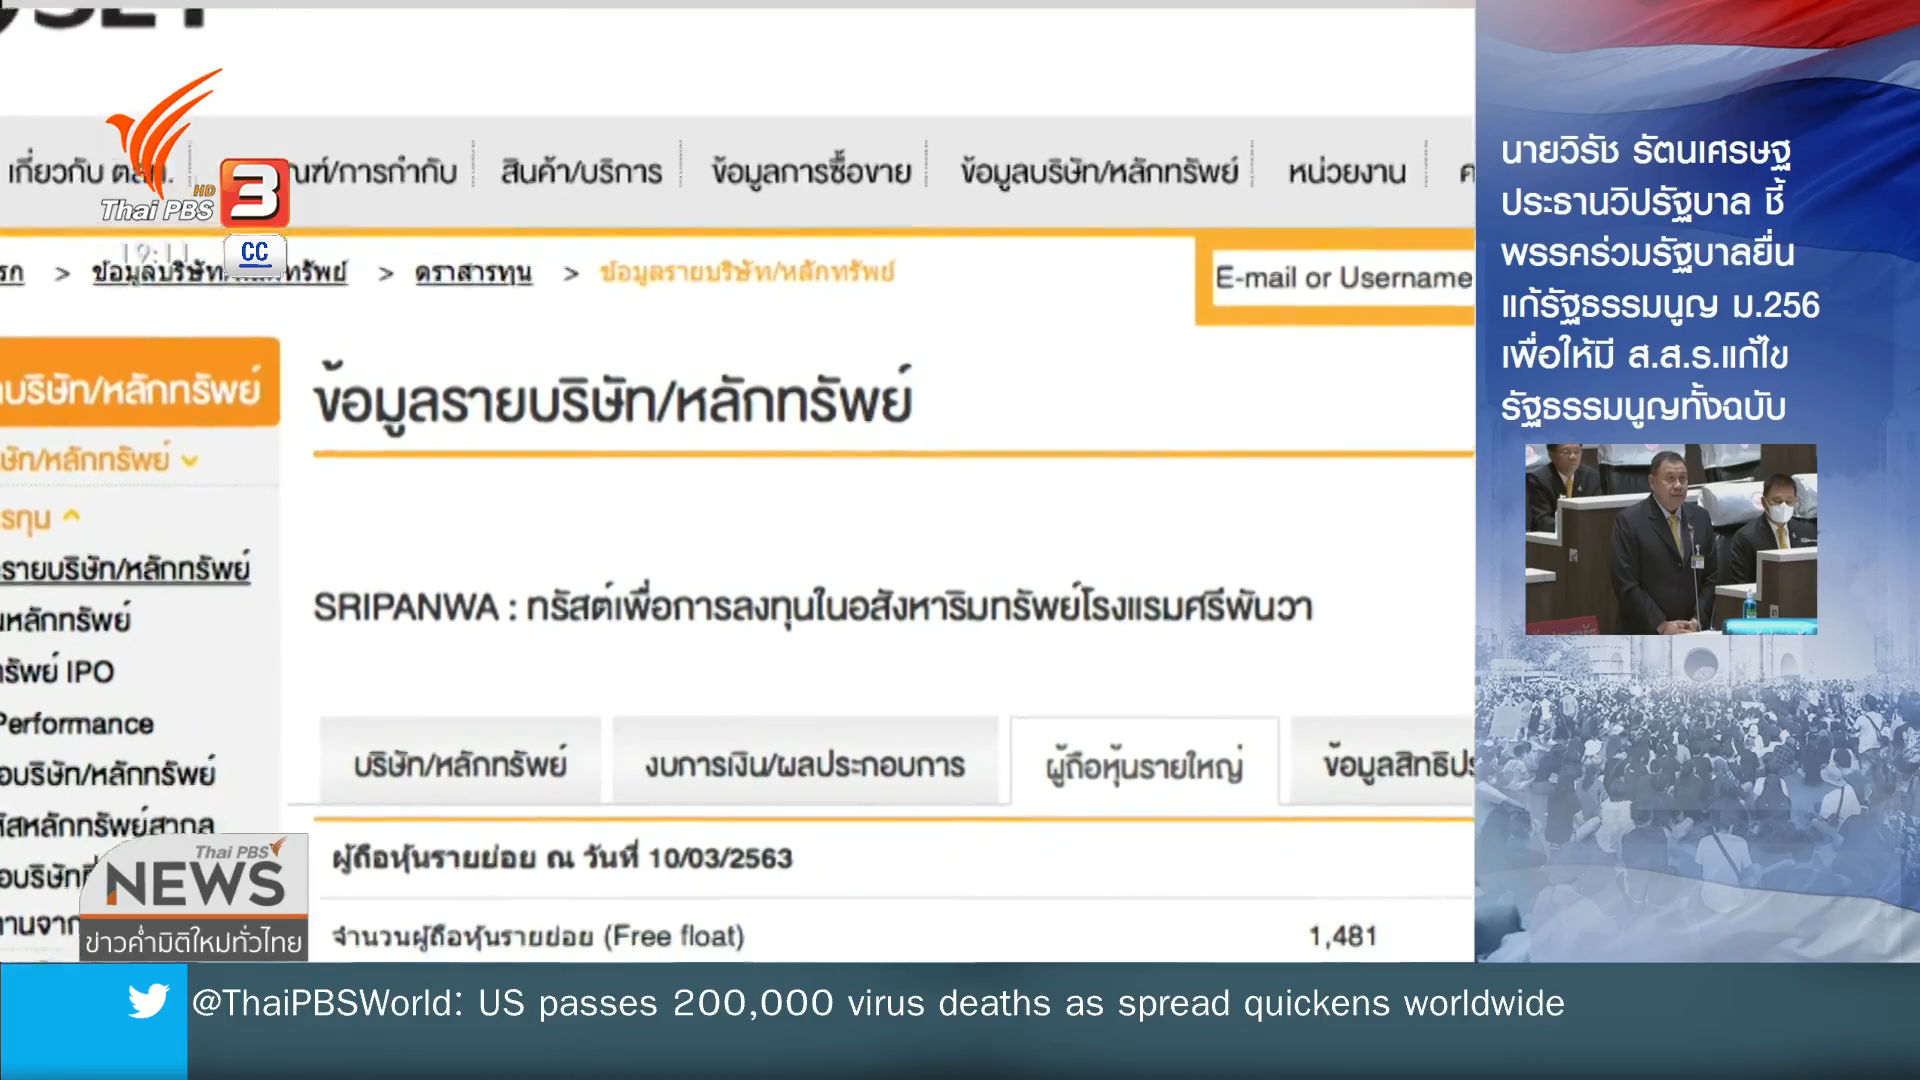 Thai PBS HD
3
CC
19:11
เกี่ยวกับ
ฑ์/การกำกับ
สินค้า/บริการ
ข้อมูลการซื้อขาย
ข้อมูลบริษัท/หลักทรัพย์
หน่วยงาน
> ดราสารทุน > ข้อมูลรายบริษัท/หลักทรัพย์
E-mail or Username
บริษัท/หลักทรัพย์
ข้อมูลรายบริษัท/หลักทรัพย์
รายบริษัท/หลักทรัพย์
SRIPANWA : ทรัสต์เพื่อการลงทุนในอสังหาริมทรัพย์โรงแรมศรีพันวา
หลักทรัพย์
IPO
Performance
บริษัท/หลักทรัพย์
บริษัท/หลักทรัพย์
งบการเงิน/ผลประกอบการ
ผู้ถือหุ้นรายใหญ่
ข้อมูลสิทธิปร
หลักทรัพย์สากล
ผู้ถือหุ้นรายย่อย ณ วันที่ 10/03/2563
จำนวนผู้ถือหุ้นรายย่อย (Free float) 1,481
Thai PBS
NEWS
ข่าวค่ำมิติใหม่ทั่วไทย
นายวิรัช รัตนเศรษฐ
ประธานวิปรัฐบาล ชี้
พรรคร่วมรัฐบาลยื่น
แก้รัฐธรรมนูญ ม.256
เพื่อให้มี ส.ส.ร.แก้ไข
รัฐธรรมนูญทั้งฉบับ
@ThaiPBSWorld: US passes 200,000 virus deaths as spread quickens worldwide